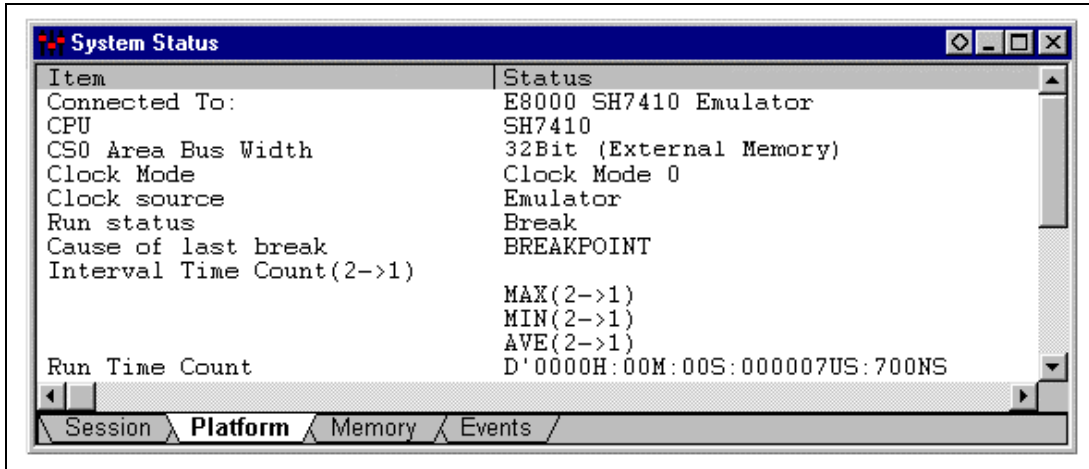 System Status
Item Status
Connected To: E8000 SH7410 Emulator
CPU SH7410
CS0 Area Bus Width 32Bit (External Memory)
Clock Mode Clock Mode 0
Clock source Emulator
Run status Break
Cause of last break BREAKPOINT
Interval Time Count(2->1)
MAX(2->1)
MIN(2->1)
AVE(2->1)
Run Time Count D'0000H:00M:00S:000007US:700NS
Session Platform Memory Events